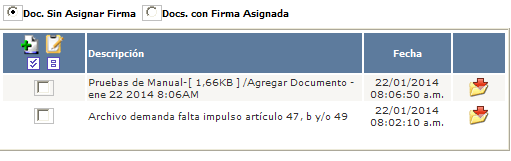 Doc. Sin Asignar Firma Docs. con Firma Asignada
Descripción Fecha
Pruebas de Manual-[ 1,66KB ] /Agregar Documento - 22/01/2014
ene 22 2014 8:06AM 08:06:50 a.m.
Archivo demanda falta impulso artículo 47, b y/o 49 22/01/2014
08:02:10 a.m.